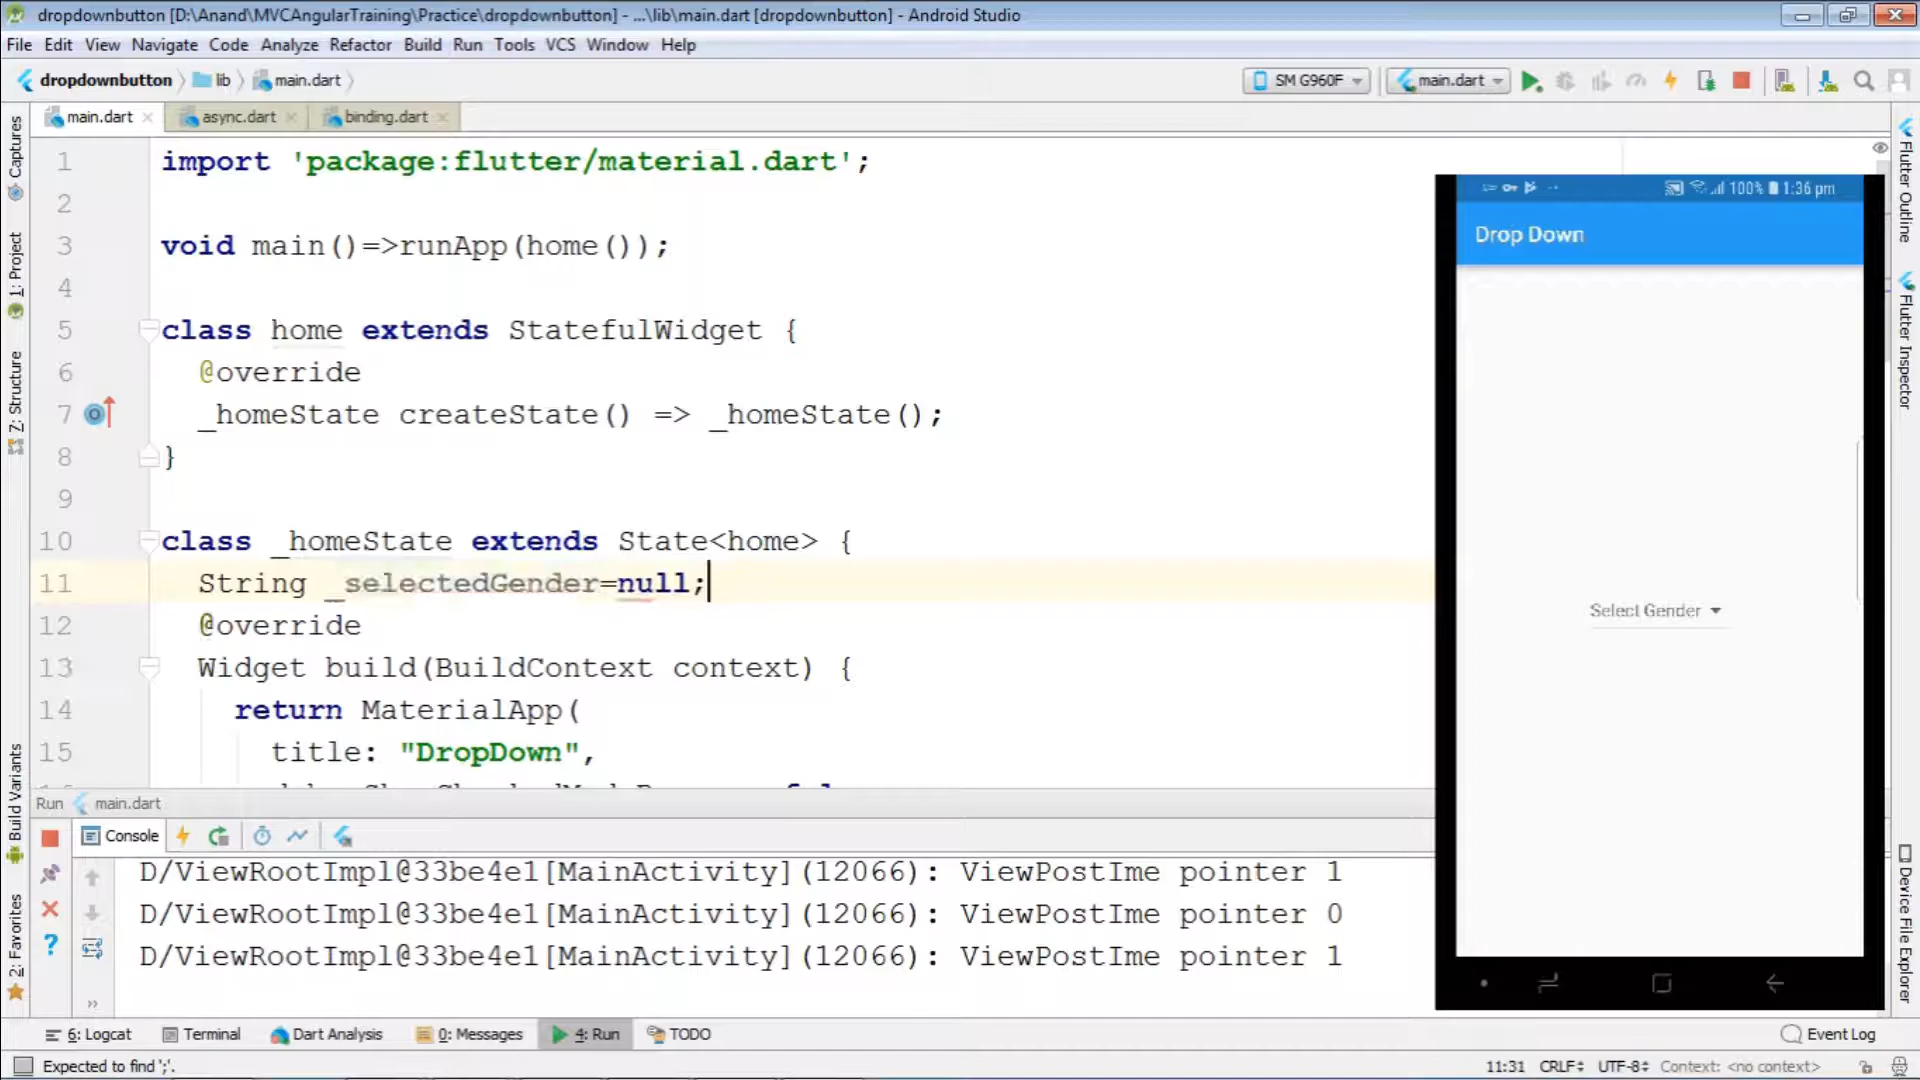 dropdownbutton [D:\Anand\MVCAngularTraining\Practice\dropdownbutton] - ...\lib\main.dart [dropdownbutton] - Android Studio
File Edit View Navigate Code Analyze Refactor Build Run Tools VCS Window Help
dropdownbutton lib main.dart
SM G960F main.dart
main.dart async.dart binding.dart
1 import 'package:flutter/material.dart';
2
3 void main()=>runApp(home());
4
5 class home extends StatefulWidget {
6 @override
7 _homeState createState() => _homeState();
8 }
9
10 class _homeState extends State<home> {
11 String _selectedGender=null;
12 @override
13 Widget build(BuildContext context) {
14 return MaterialApp(
15 title: "DropDown",
100% 1:36 pm
Drop Down
Select Gender
Captures
1: Project
7: Structure
Build Variants
2: Favorites
Flutter Outline
Flutter Inspector
Device File Explorer
Run main.dart
Console
D/ViewRootImpl@33be4e1[MainActivity](12066): ViewPostIme pointer 1
D/ViewRootImpl@33be4e1[MainActivity](12066): ViewPostIme pointer 0
D/ViewRootImpl@33be4e1[MainActivity](12066): ViewPostIme pointer 1
6: Logcat Terminal Dart Analysis 0: Messages 4: Run TODO Event Log
Expected to find ';'. 11:31 CRLF UTF-8 Context: <no context>